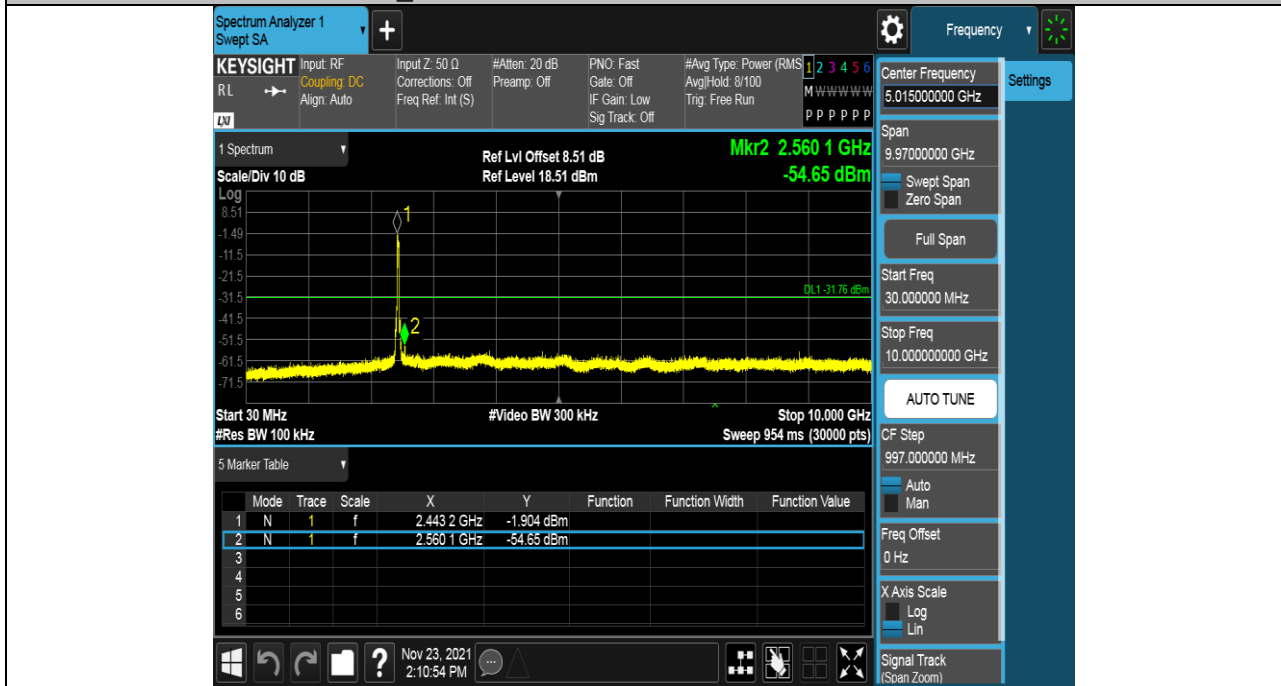 Spectrum Analyzer 1
Swept SA
Frequency
KEYSIGHT
RL
LXI
Input: RF
Coupling: DC
Align: Auto
Input Z: 50 Ω
Corrections: Off
Freq Ref: Int (S)
#Atten: 20 dB
Preamp: Off
PNO: Fast
Gate: Off
IF Gain: Low
Sig Track: Off
#Avg Type: Power (RMS
Avg|Hold: 8/100
Trig: Free Run
1 2 3 4 5 6
M W W W W W
P P P P P P
1 Spectrum
Scale/Div 10 dB
Ref Lvl Offset 8.51 dB
Ref Level 18.51 dBm
Mkr2 2.560 1 GHz
-54.65 dBm
Log
8.51
-1.49
-11.5
-21.5
-31.5
-41.5
-51.5
-61.5
-71.5
1
2
DL1 -31.76 dBm
Start 30 MHz
#Res BW 100 kHz
#Video BW 300 kHz
Stop 10.000 GHz
Sweep 954 ms (30000 pts)
5 Marker Table
Mode Trace Scale X Y Function Function Width Function Value
1 N 1 f 2.443 2 GHz -1.904 dBm
2 N 1 f 2.560 1 GHz -54.65 dBm
3
4
5
6
Nov 23, 2021
2:10:54 PM
Center Frequency
5.015000000 GHz
Settings
Span
9.97000000 GHz
Swept Span
Zero Span
Full Span
Start Freq
30.000000 MHz
Stop Freq
10.000000000 GHz
AUTO TUNE
CF Step
997.000000 MHz
Auto
Man
Freq Offset
0 Hz
X Axis Scale
Log
Lin
Signal Track
(Span Zoom)